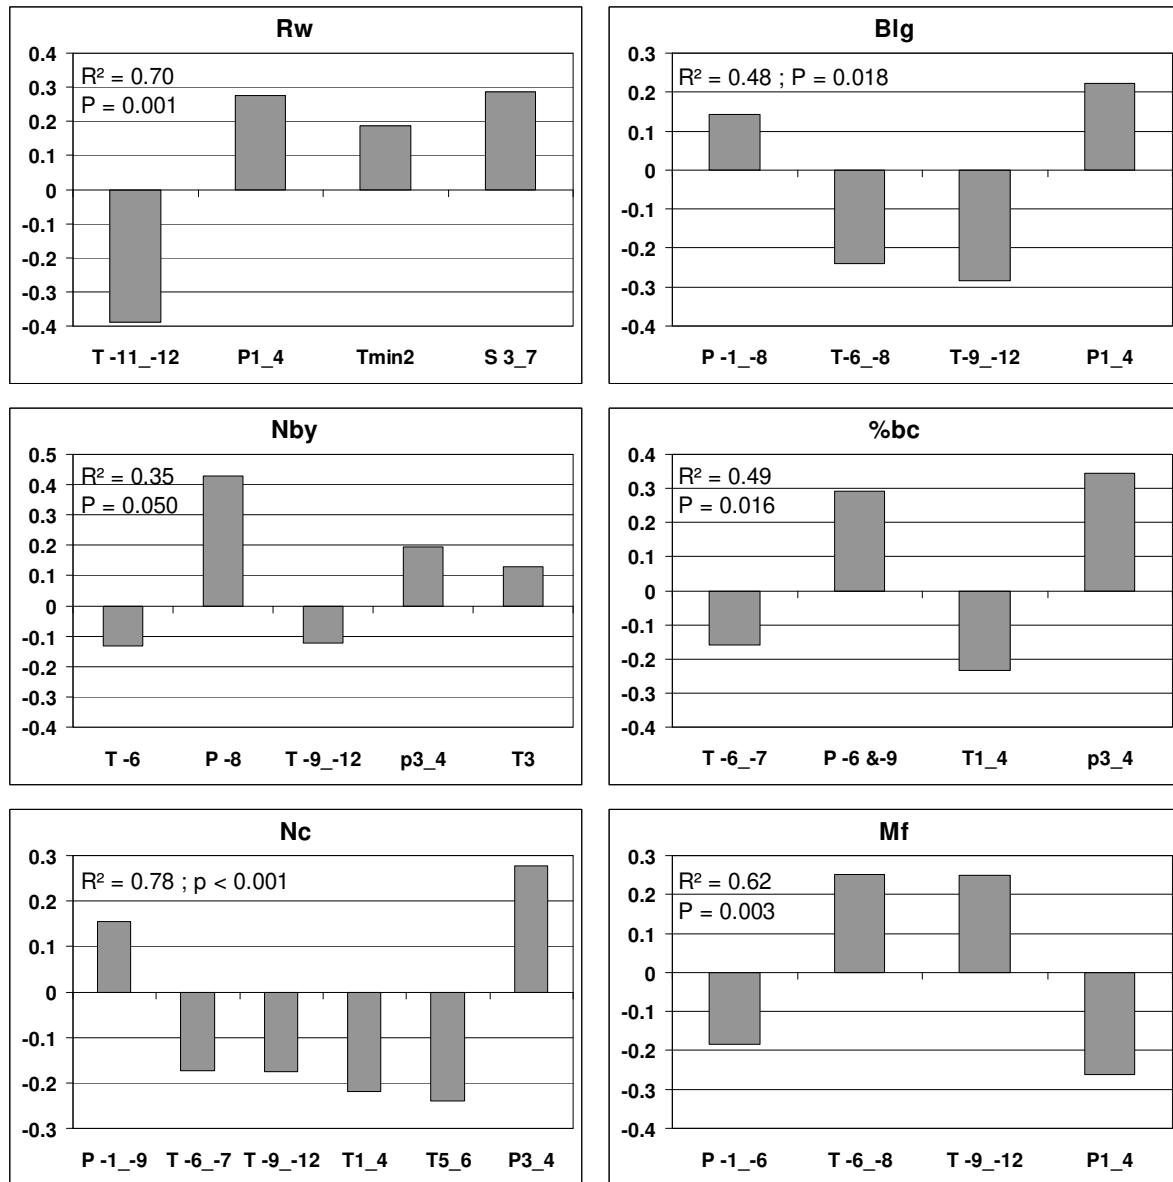 Rw
R² = 0.70
P = 0.001
0.4
0.3
0.2
0.1
0
-0.1
-0.2
-0.3
-0.4
T -11_-12 P1_4 Tmin2 S 3_7
Blg
R² = 0.48 ; P = 0.018
0.3
0.2
0.1
0
-0.1
-0.2
-0.3
-0.4
P -1_-8 T-6_-8 T-9_-12 P1_4
Nby
R² = 0.35
P = 0.050
0.5
0.4
0.3
0.2
0.1
0
-0.1
-0.2
-0.3
-0.4
T -6 P -8 T -9_-12 p3_4 T3
%bc
R² = 0.49
P = 0.016
0.4
0.3
0.2
0.1
0
-0.1
-0.2
-0.3
-0.4
T -6_-7 P -6 &-9 T1_4 p3_4
Nc
R² = 0.78 ; p < 0.001
0.3
0.2
0.1
0
-0.1
-0.2
-0.3
P -1_-9 T -6_-7 T -9_-12 T1_4 T5_6 P3_4
Mf
R² = 0.62
P = 0.003
0.3
0.2
0.1
0
-0.1
-0.2
-0.3
-0.4
P -1_-6 T -6_-8 T -9_-12 P1_4